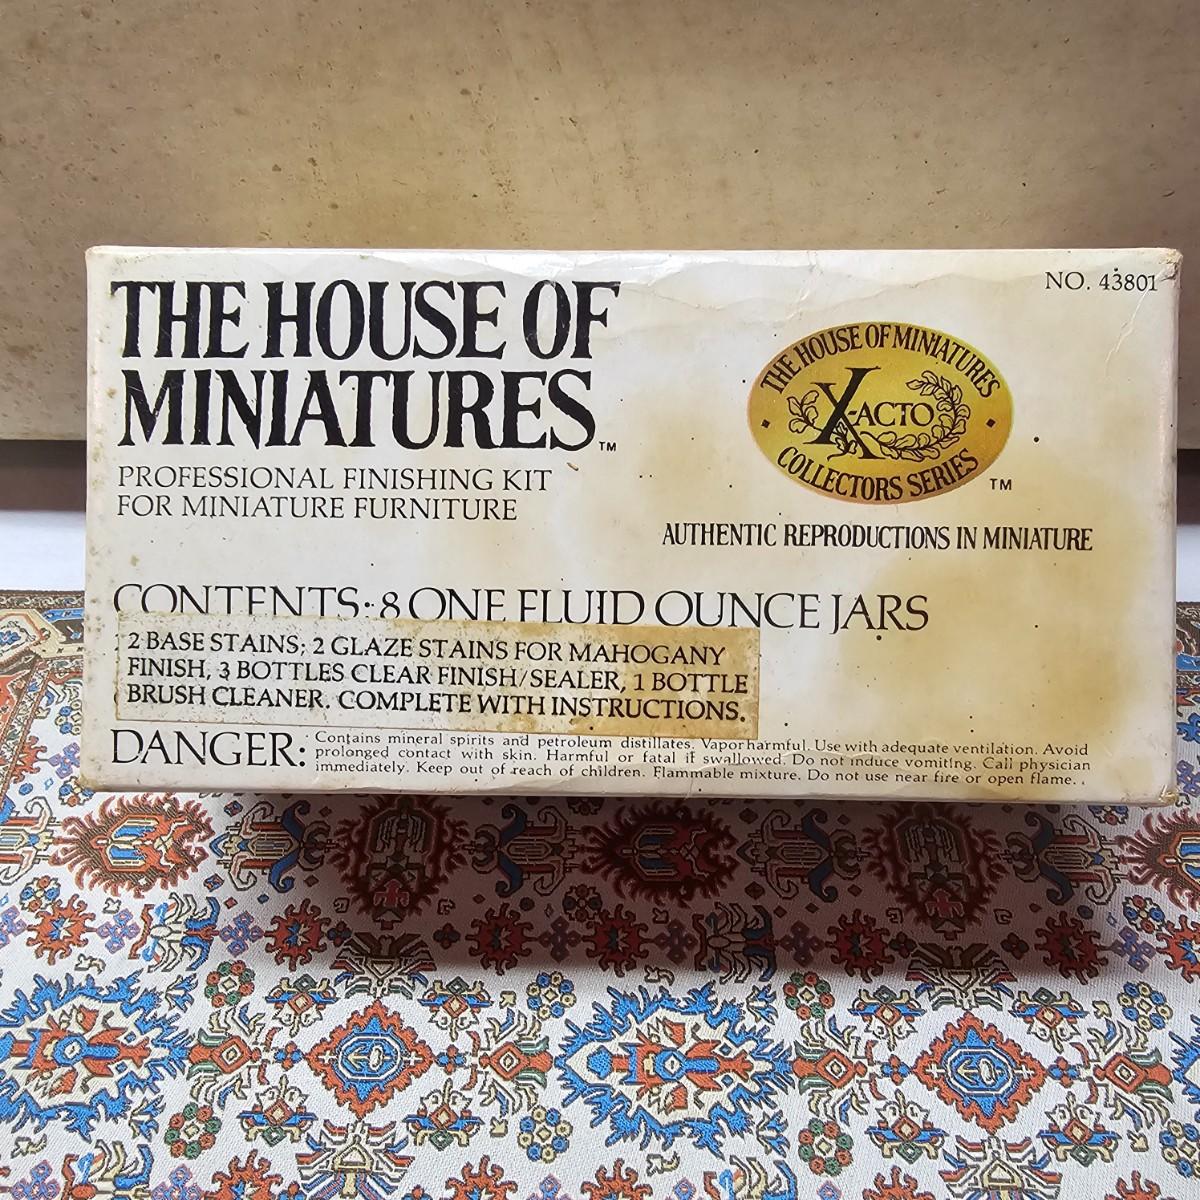 THE HOUSE OF
MINIATURES™
PROFESSIONAL FINISHING KIT
FOR MINIATURE FURNITURE
NO. 43801
THE HOUSE OF MINIATURES
X-ACTO
COLLECTORS SERIES
TM
AUTHENTIC REPRODUCTIONS IN MINIATURE
CONTENTS: 8 ONE FLUID OUNCE JARS
2 BASE STAINS; 2 GLAZE STAINS FOR MAHOGANY
FINISH, 3 BOTTLES CLEAR FINISH/SEALER, 1 BOTTLE
BRUSH CLEANER. COMPLETE WITH INSTRUCTIONS.
DANGER: Contains mineral spirits and petroleum distillates. Vapor harmful. Use with adequate ventilation. Avoid
prolonged contact with skin. Harmful or fatal if swallowed. Do not induce vomiting. Call physician
immediately. Keep out of reach of children. Flammable mixture. Do not use near fire or open flame.